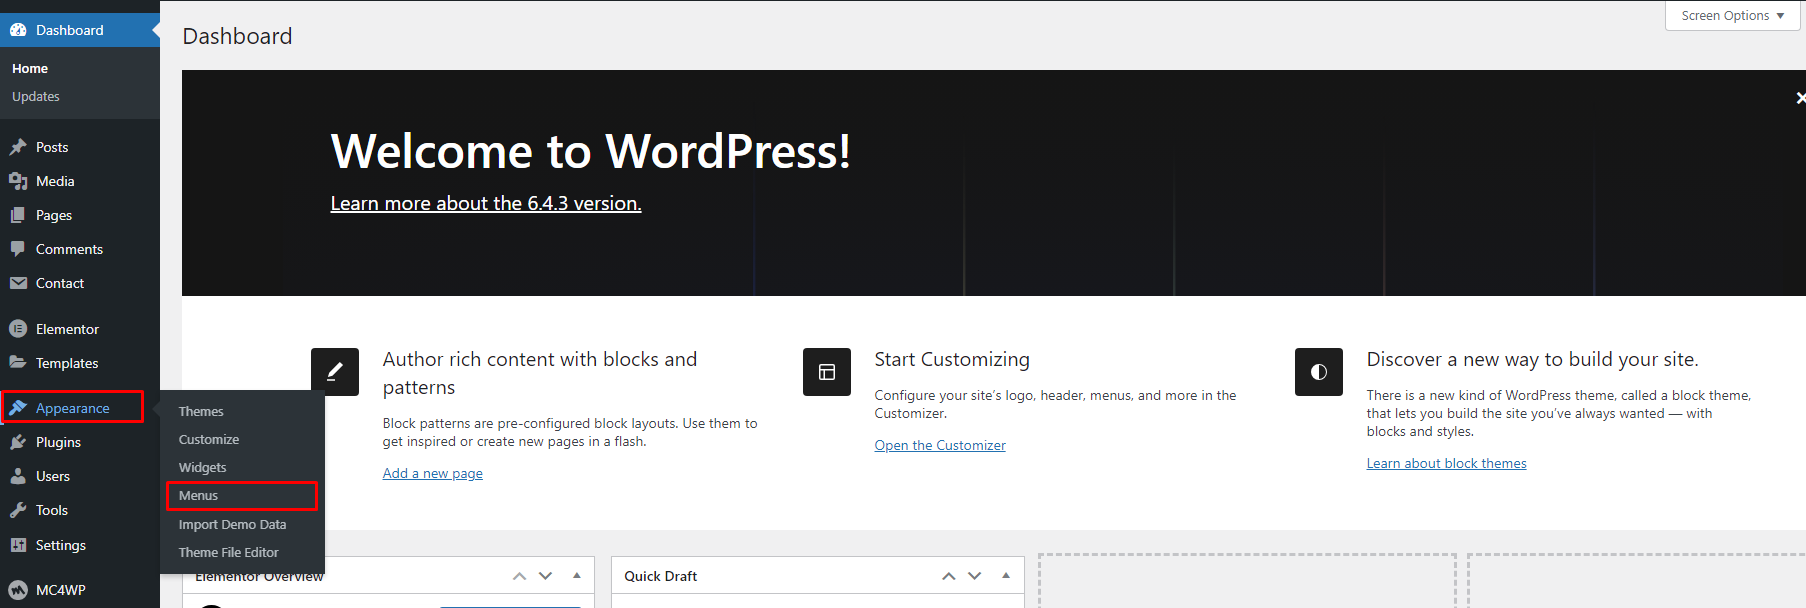 Dashboard
Home
Updates
Posts
Media
Pages
Comments
Contact
Elementor
Templates
Appearance
Plugins
Users
Tools
Settings
MC4WP
Themes
Customize
Widgets
Menus
Import Demo Data
Theme File Editor
Screen Options
Dashboard
Welcome to WordPress!
Learn more about the 6.4.3 version.
Author rich content with blocks and
patterns
Block patterns are pre-configured block layouts. Use them to
get inspired or create new pages in a flash.
Add a new page
Start Customizing
Configure your site's logo, header, menus, and more in the
Customizer.
Open the Customizer
Discover a new way to build your site.
There is a new kind of WordPress theme, called a block theme,
that lets you build the site you've always wanted — with
blocks and styles.
Learn about block themes
Elementor Overview
Quick Draft